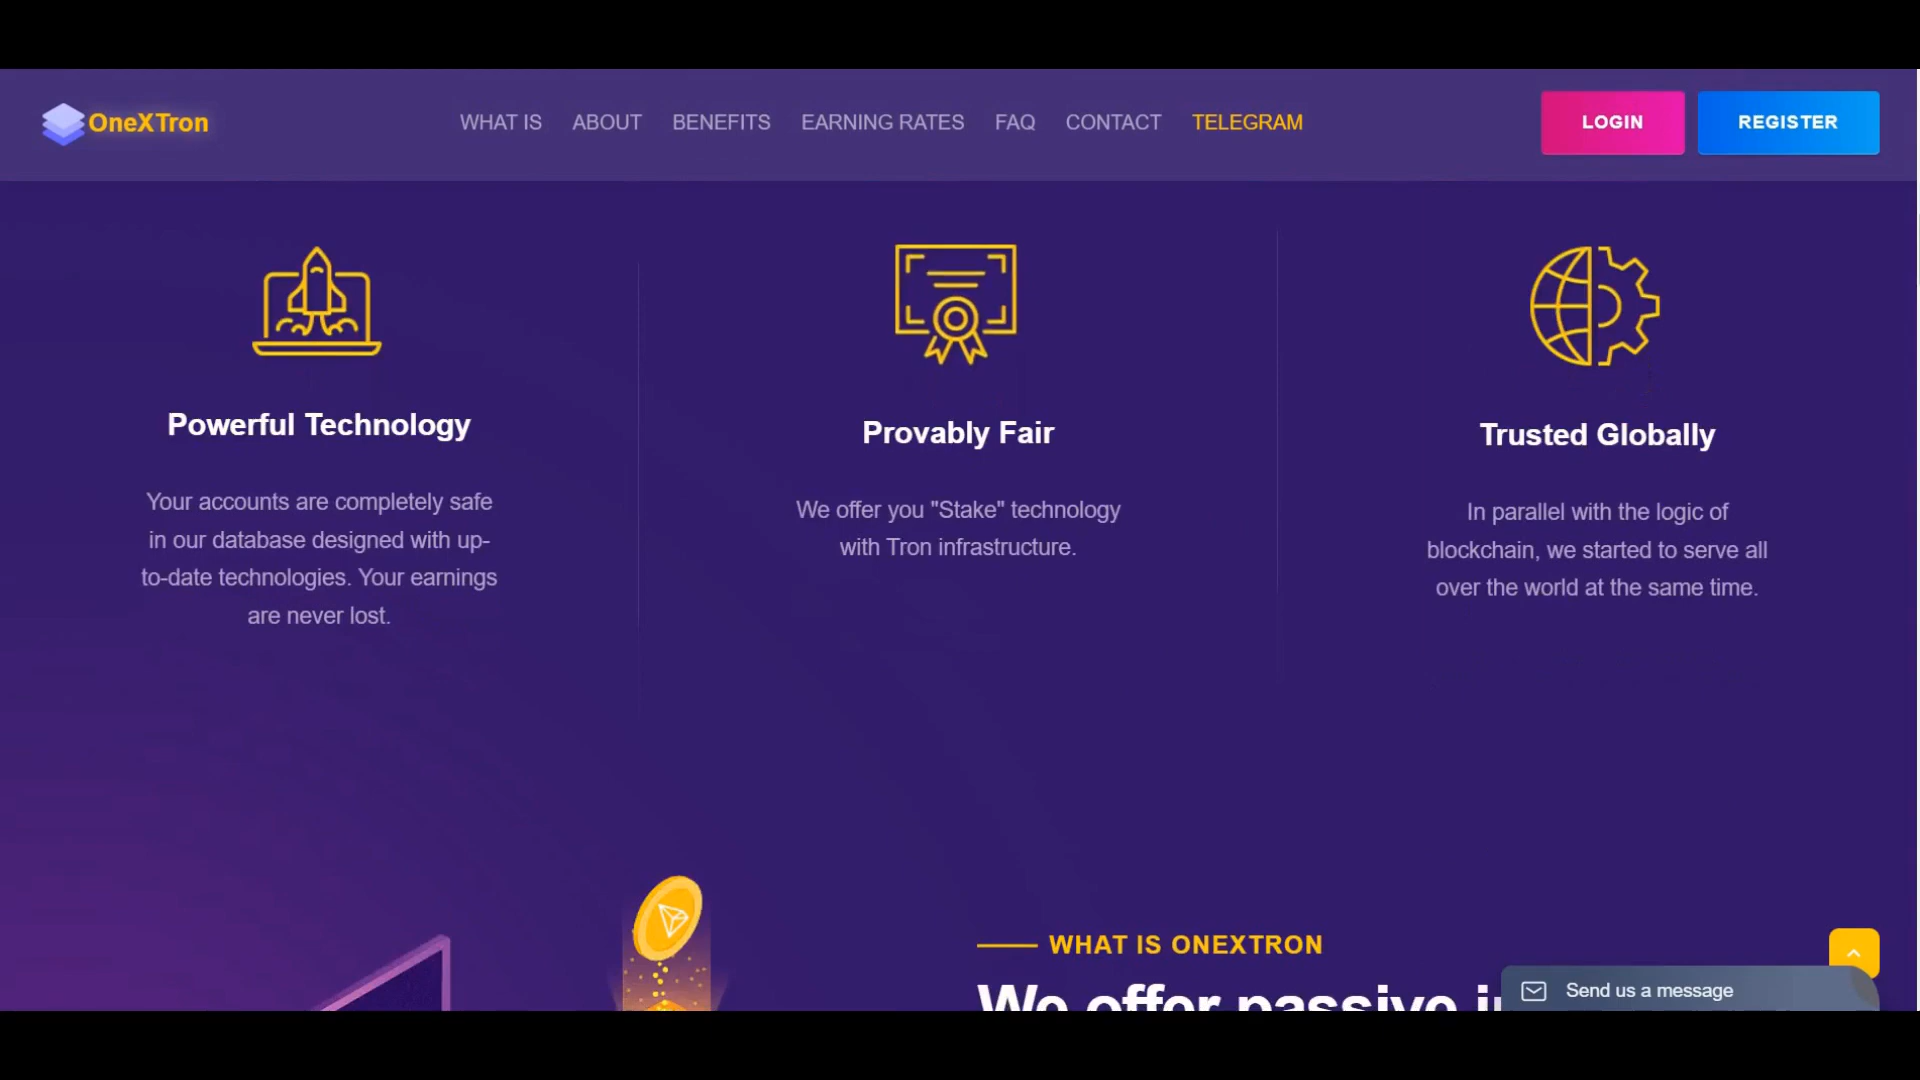 OneXTron
WHAT IS
ABOUT
BENEFITS
EARNING RATES
FAQ
CONTACT
TELEGRAM
LOGIN
REGISTER
Powerful Technology
Your accounts are completely safe
in our database designed with up-
to-date technologies. Your earnings
are never lost.
Provably Fair
We offer you "Stake" technology
with Tron infrastructure.
Trusted Globally
In parallel with the logic of
blockchain, we started to serve all
over the world at the same time.
WHAT IS ONEXTRON
We offer passive
Send us a message